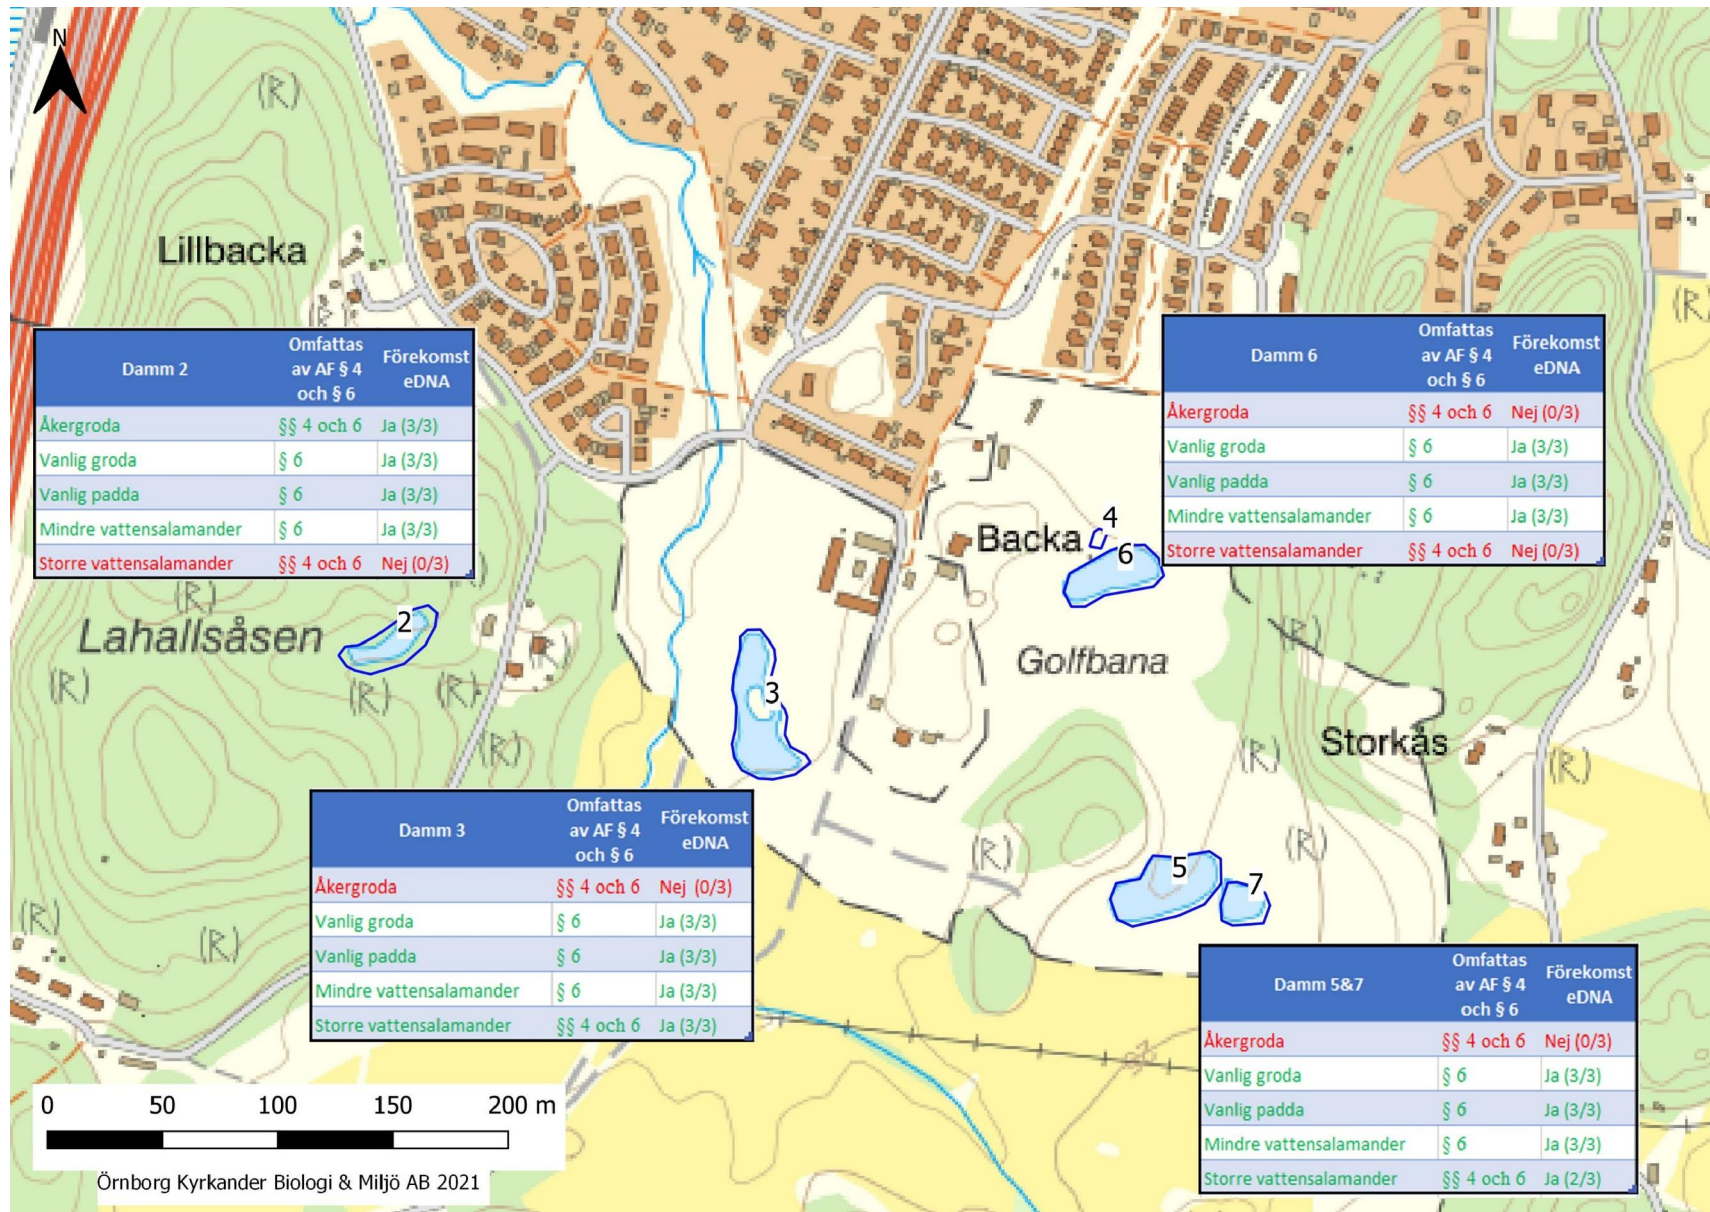 N
(R)
(R)
Lillbacka
(R)
Damm 2 Omfattas av AF § 4 och § 6 Förekomst eDNA
Åkergroda §§ 4 och 6 Ja (3/3)
Vanlig groda § 6 Ja (3/3)
Vanlig padda § 6 Ja (3/3)
Mindre vattensalamander § 6 Ja (3/3)
Storre vattensalamander §§ 4 och 6 Nej (0/3)
Damm 6 Omfattas av AF § 4 och § 6 Förekomst eDNA
Åkergroda §§ 4 och 6 Nej (0/3)
Vanlig groda § 6 Ja (3/3)
Vanlig padda § 6 Ja (3/3)
Mindre vattensalamander § 6 Ja (3/3)
Storre vattensalamander §§ 4 och 6 Nej (0/3)
4
Backa
6
(R)
2
Lahallsåsen
(R)
(R)
Golfbana
(R)
(R)
(R)
3
(R)
Storkås
(R)
(R)
Damm 3 Omfattas av AF § 4 och § 6 Förekomst eDNA
Åkergroda §§ 4 och 6 Nej (0/3)
Vanlig groda § 6 Ja (3/3)
Vanlig padda § 6 Ja (3/3)
Mindre vattensalamander § 6 Ja (3/3)
Storre vattensalamander §§ 4 och 6 Ja (3/3)
(R)
(R)
5
7
(R)
(R)
Damm 5&7 Omfattas av AF § 4 och § 6 Förekomst eDNA
Åkergroda §§ 4 och 6 Nej (0/3)
Vanlig groda § 6 Ja (3/3)
Vanlig padda § 6 Ja (3/3)
Mindre vattensalamander § 6 Ja (3/3)
Storre vattensalamander §§ 4 och 6 Ja (2/3)
0 50 100 150 200 m
Örnborg Kyrkander Biologi & Miljö AB 2021